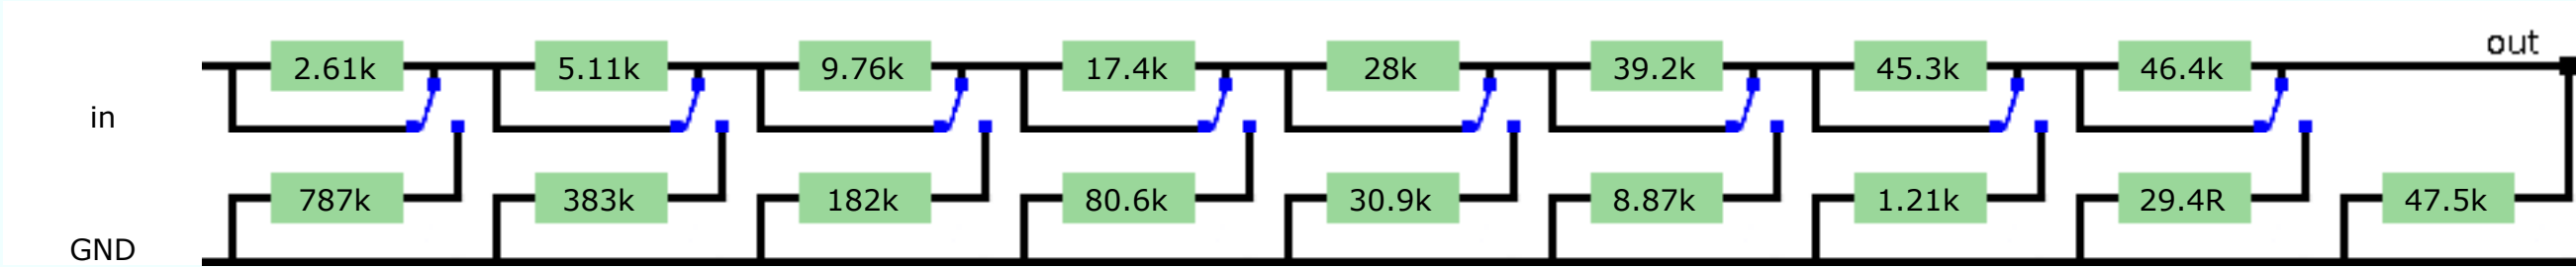 out
2.61k 5.11k 9.76k 17.4k 28k 39.2k 45.3k 46.4k
in
787k 383k 182k 80.6k 30.9k 8.87k 1.21k 29.4R 47.5k
GND